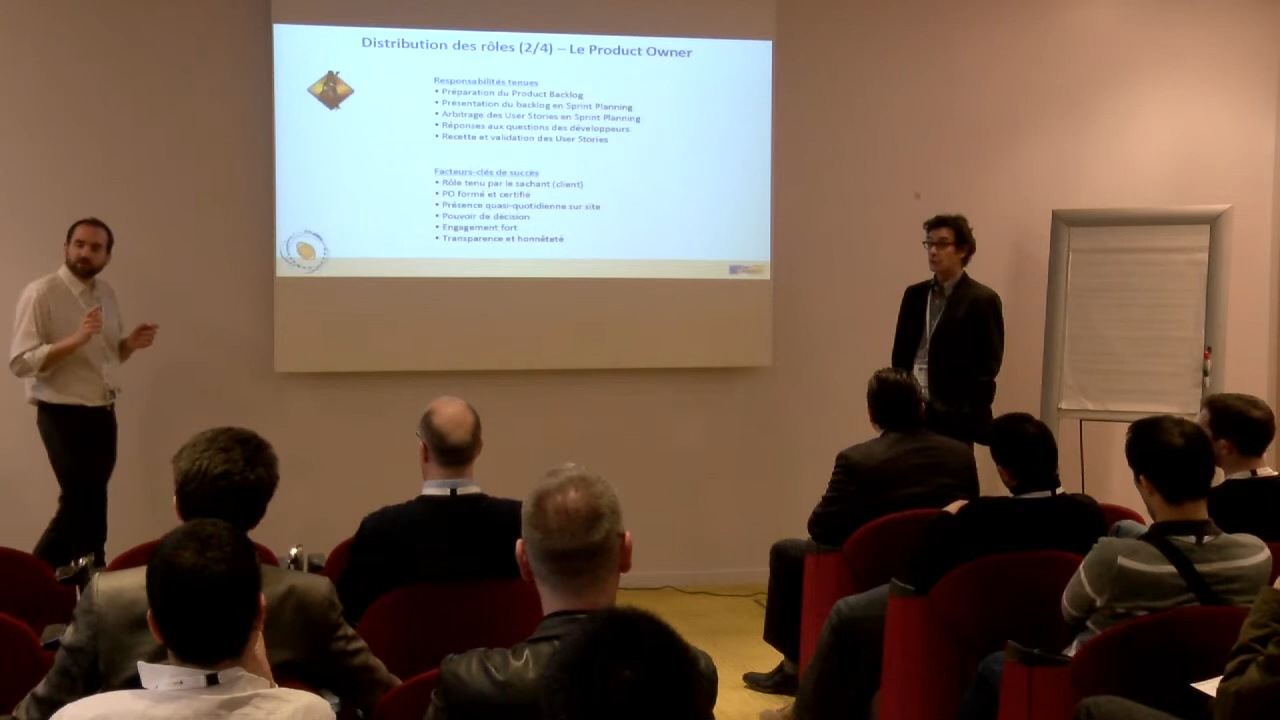 Distribution des rôles (2/4) – Le Product Owner
Responsabilités tenues
• Préparation du Product Backlog
• Présentation du backlog en Sprint Planning
• Arbitrage des User Stories en Sprint Planning
• Réponses aux questions des développeurs
• Recette et validation des User Stories
Facteurs-clés de succès
• Rôle tenu par le sachant (client)
• PO formé et certifié
• Présence quasi-quotidienne sur site
• Pouvoir de décision
• Engagement fort
• Transparence et honnêteté